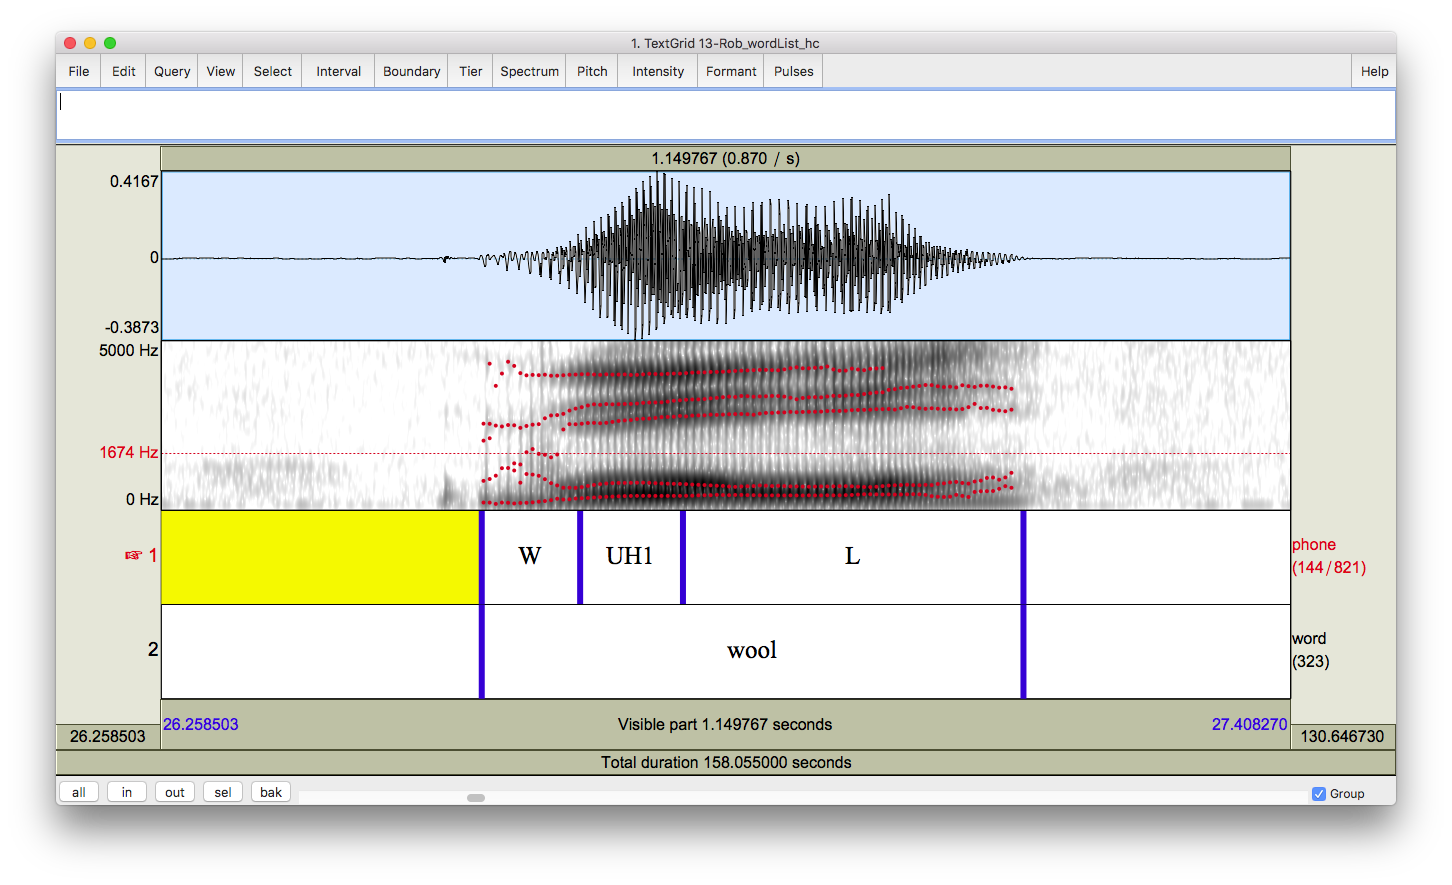 1. TextGrid 13-Rob_wordList_hc
File Edit Query View Select Interval Boundary Tier Spectrum Pitch Intensity Formant Pulses Help
1.149767 (0.870 / s)
0.4167
0
-0.3873
5000 Hz
1674 Hz
0 Hz
☞ 1 W UH1 L phone
(144/821)
2 wool word
(323)
26.258503 Visible part 1.149767 seconds 27.408270
26.258503 130.646730
Total duration 158.055000 seconds
all in out sel bak Group